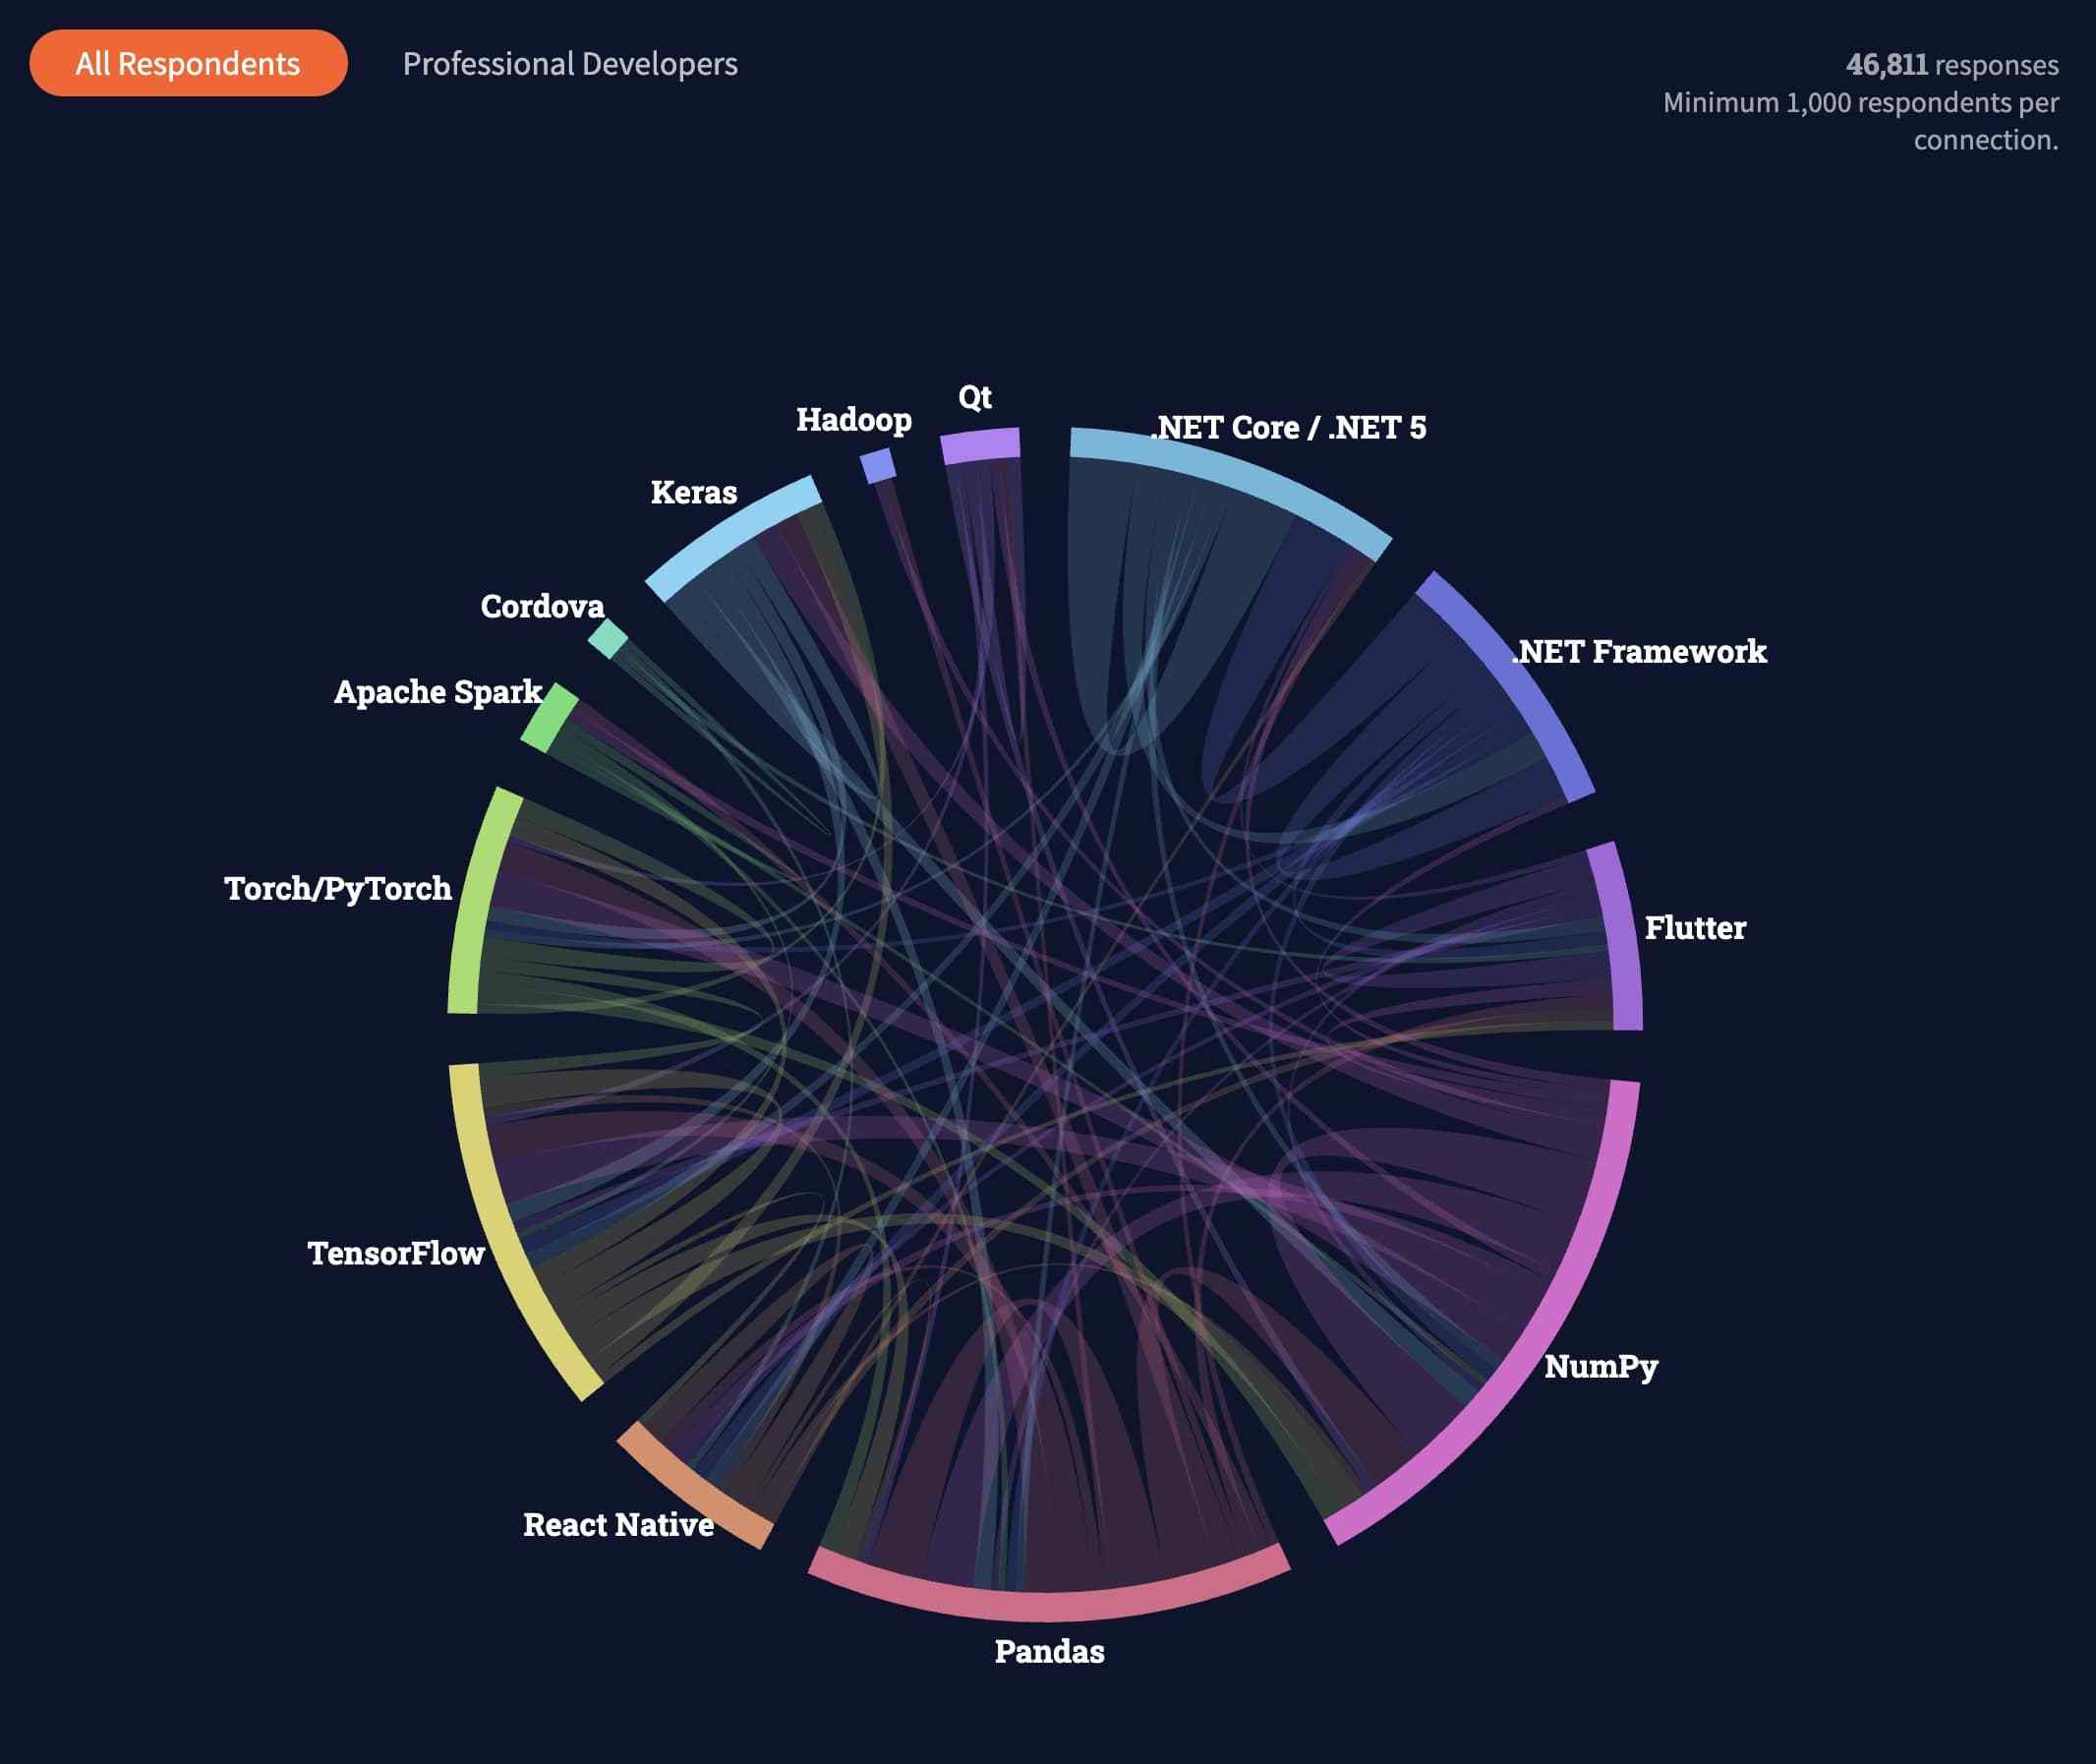 All Respondents
Professional Developers
46,811 responses
Minimum 1,000 respondents per
connection.
Qt
Hadoop
.NET Core / .NET 5
Keras
Cordova
.NET Framework
Apache Spark
Torch/PyTorch
Flutter
TensorFlow
NumPy
React Native
Pandas